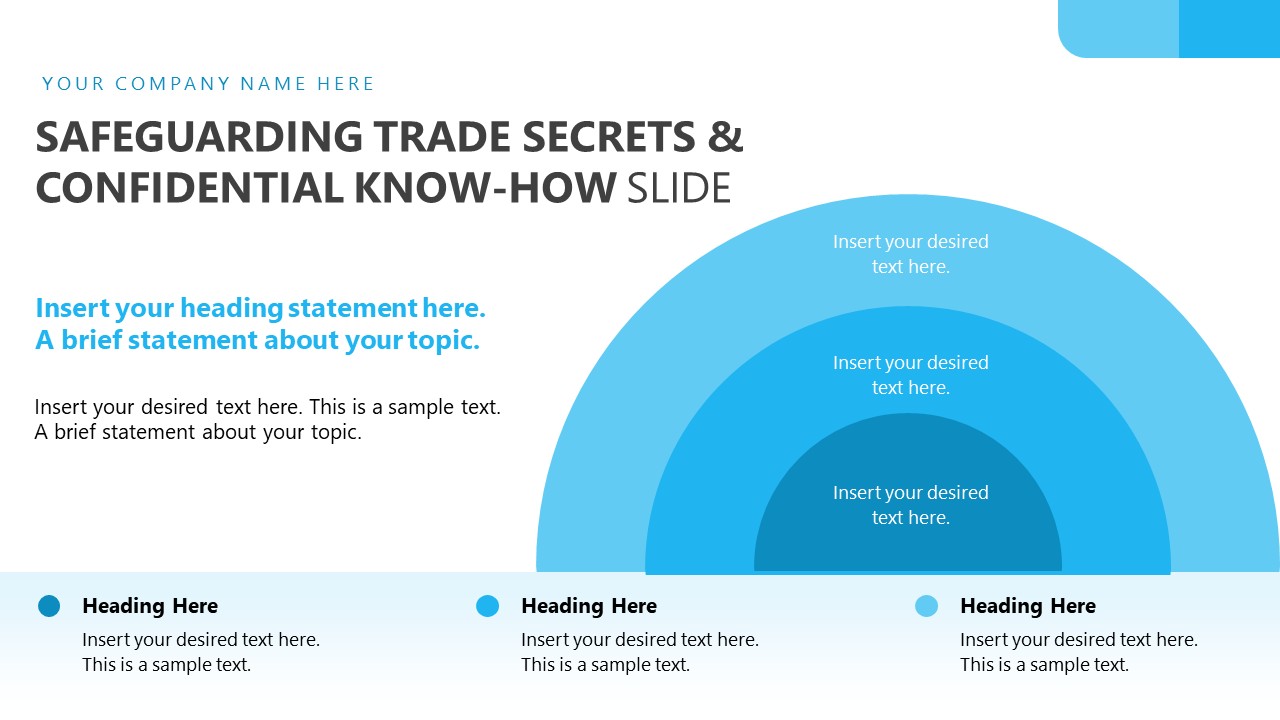 YOUR COMPANY NAME HERE
SAFEGUARDING TRADE SECRETS &
CONFIDENTIAL KNOW-HOW SLIDE
Insert your heading statement here.
A brief statement about your topic.
Insert your desired text here. This is a sample text.
A brief statement about your topic.
Insert your desired
text here.
Insert your desired
text here.
Insert your desired
text here.
Heading Here
Insert your desired text here.
This is a sample text.
Heading Here
Insert your desired text here.
This is a sample text.
Heading Here
Insert your desired text here.
This is a sample text.